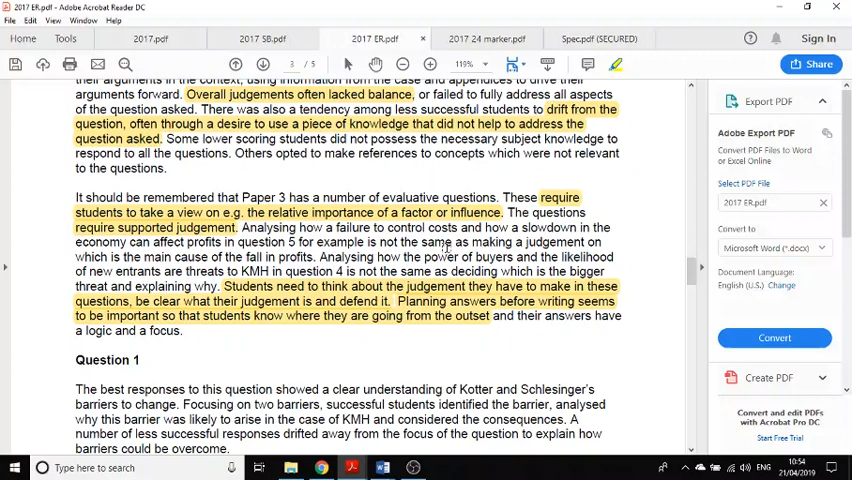 2017 ER.pdf - Adobe Acrobat Reader DC
File Edit View Window Help
Home Tools 2017.pdf 2017 SB.pdf 2017 ER.pdf × 2017 24 marker.pdf Spec.pdf (SECURED) Sign In
3 / 5 119% Share
their arguments in the context, using information from the case and appendices to drive their
arguments forward. Overall judgements often lacked balance, or failed to fully address all aspects
of the question asked. There was also a tendency among less successful students to drift from the
question, often through a desire to use a piece of knowledge that did not help to address the
question asked. Some lower scoring students did not possess the necessary subject knowledge to
respond to all the questions. Others opted to make references to concepts which were not relevant
to the questions.
It should be remembered that Paper 3 has a number of evaluative questions. These require
students to take a view on e.g. the relative importance of a factor or influence. The questions
require supported judgement. Analysing how a failure to control costs and how a slowdown in the
economy can affect profits in question 5 for example is not the same as making a judgement on
which is the main cause of the fall in profits. Analysing how the power of buyers and the likelihood
of new entrants are threats to KMH in question 4 is not the same as deciding which is the bigger
threat and explaining why. Students need to think about the judgement they have to make in these
questions, be clear what their judgement is and defend it. Planning answers before writing seems
to be important so that students know where they are going from the outset and their answers have
a logic and a focus.
Question 1
The best responses to this question showed a clear understanding of Kotter and Schlesinger's
barriers to change. Focusing on two barriers, successful students identified the barrier, analysed
why this barrier was likely to arise in the case of KMH and considered the consequences. A
number of less successful responses drifted away from the focus of the question to explain how
barriers could be overcome.
Export PDF
Adobe Export PDF
Convert PDF Files to Word
or Excel Online
Select PDF File
2017 ER.pdf
Convert to
Microsoft Word (*.docx)
Document Language:
English (U.S.) Change
Convert
Create PDF
Convert and edit PDFs
with Acrobat Pro DC
Start Free Trial
Type here to search
ENG
10:54
21/04/2019